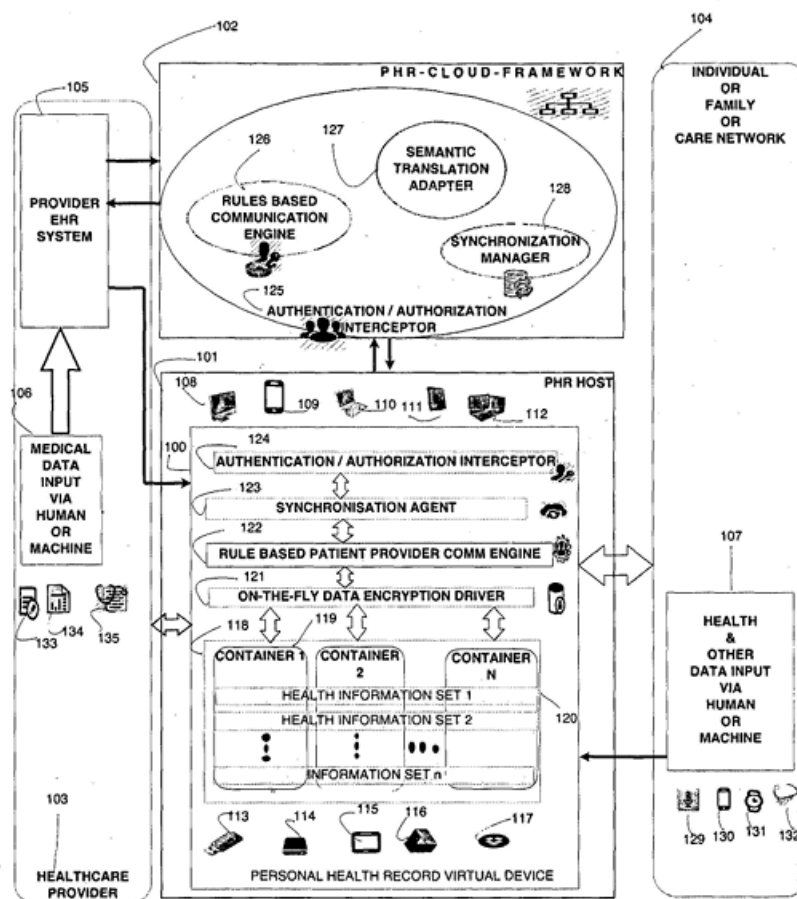 102
104
PHR-CLOUD-FRAMEWORK
INDIVIDUAL
OR
FAMILY
OR
CARE NETWORK
105
PROVIDER
EHR
SYSTEM
126
127
SEMANTIC
TRANSLATION
ADAPTER
RULES BASED
COMMUNICATION
ENGINE
128
SYNCHRONIZATION
MANAGER
125
AUTHENTICATION / AUTHORIZATION
INTERCEPTOR
101
PHR HOST
108
109
110
111
112
106
MEDICAL
DATA
INPUT
VIA
HUMAN
OR
MACHINE
133
134
135
100
124
AUTHENTICATION / AUTHORIZATION INTERCEPTOR
123
SYNCHRONISATION AGENT
122
RULE BASED PATIENT PROVIDER COMM ENGINE
121
ON-THE-FLY DATA ENCRYPTION DRIVER
118
119
CONTAINER 1
CONTAINER
2
CONTAINER
N
HEALTH INFORMATION SET 1
HEALTH INFORMATION SET 2
120
INFORMATION SET n
113
114
115
116
117
PERSONAL HEALTH RECORD VIRTUAL DEVICE
107
HEALTH
&
OTHER
DATA INPUT
VIA
HUMAN
OR
MACHINE
129
130
131
132
103
HEALTHCARE
PROVIDER